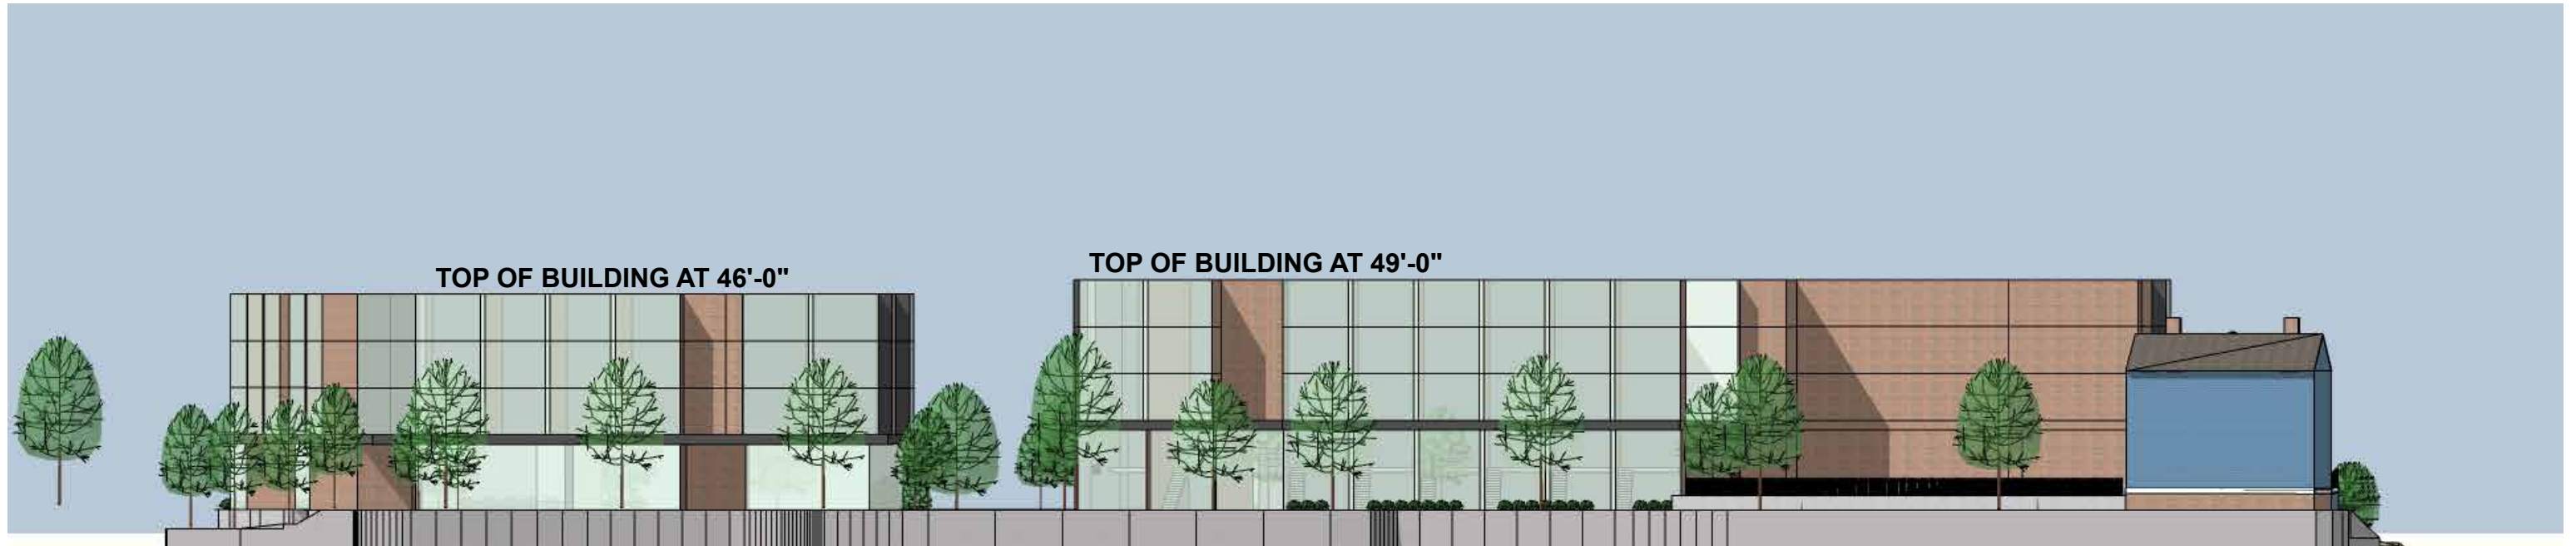 TOP OF BUILDING AT 46'-0"
TOP OF BUILDING AT 49'-0"